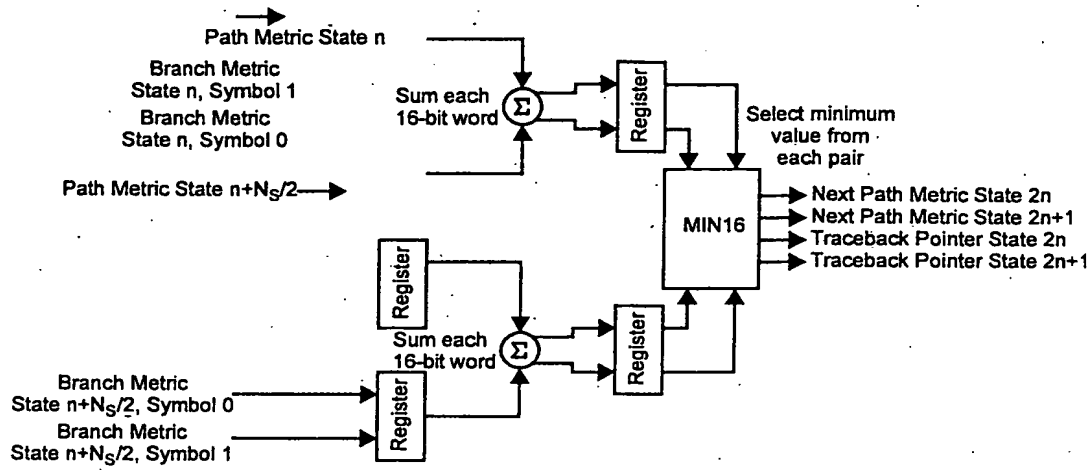 Path Metric State n
Branch Metric
State n, Symbol 1
Branch Metric
State n, Symbol 0
Path Metric State n+NS/2
Sum each
16-bit word
Σ
Register
Select minimum
value from
each pair
MIN16
Next Path Metric State 2n
Next Path Metric State 2n+1
Traceback Pointer State 2n
Traceback Pointer State 2n+1
Register
Sum each
16-bit word
Σ
Register
Branch Metric
State n+NS/2, Symbol 0
Branch Metric
State n+NS/2, Symbol 1
Register